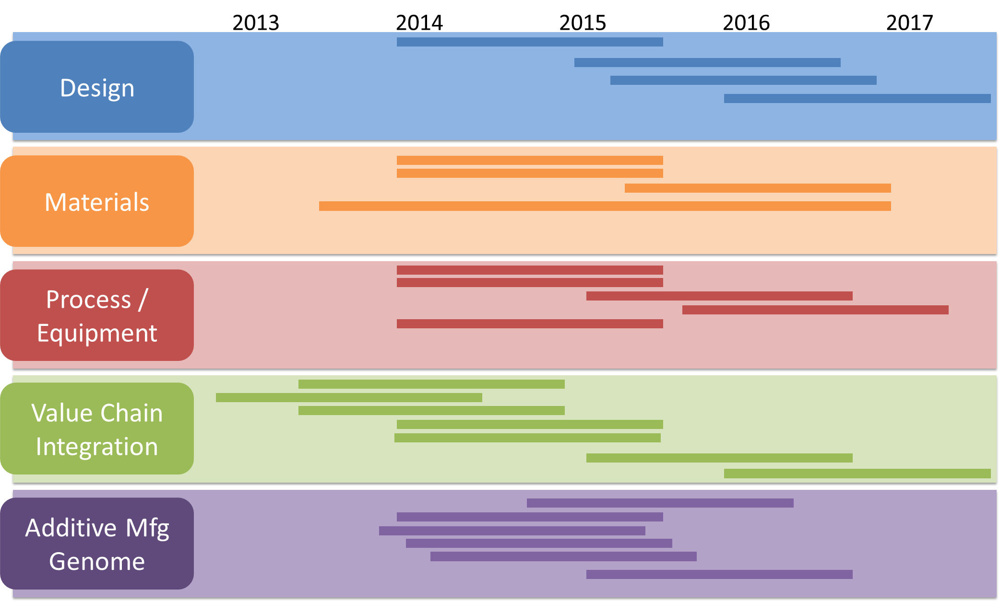 2013 2014 2015 2016 2017
Design
Materials
Process /
Equipment
Value Chain
Integration
Additive Mfg
Genome